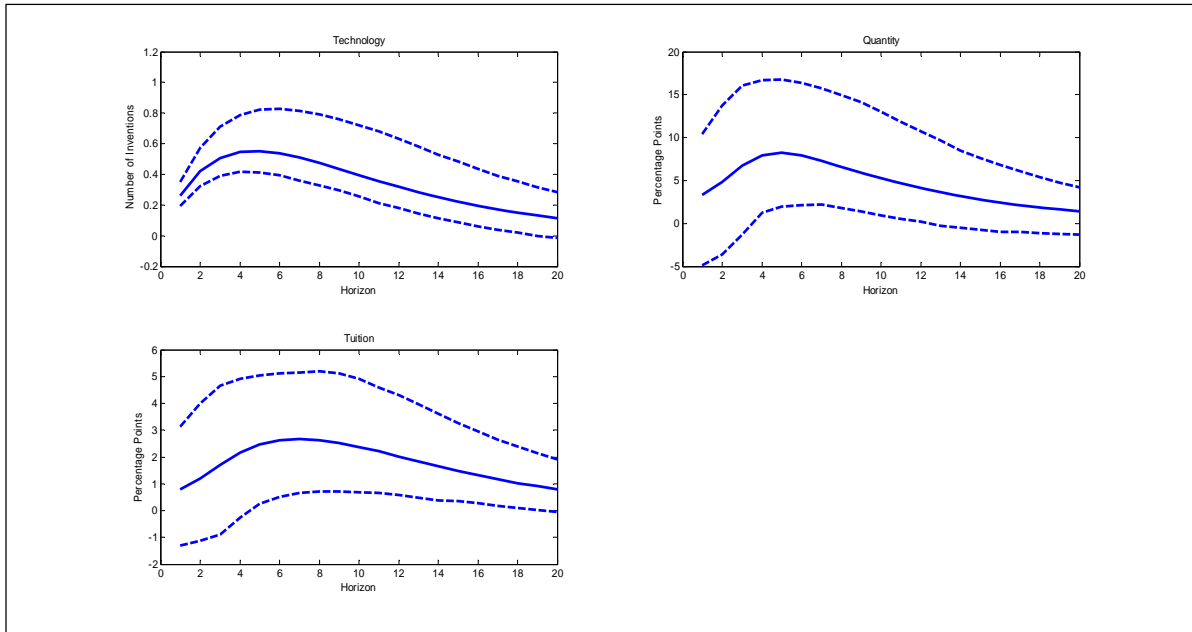 Technology
Number of Inventions
1.2
1
0.8
0.6
0.4
0.2
0
-0.2
0 2 4 6 8 10 12 14 16 18 20
Horizon
Quantity
Percentage Points
20
15
10
5
0
-5
0 2 4 6 8 10 12 14 16 18 20
Horizon
Tuition
Percentage Points
6
5
4
3
2
1
0
-1
-2
0 2 4 6 8 10 12 14 16 18 20
Horizon